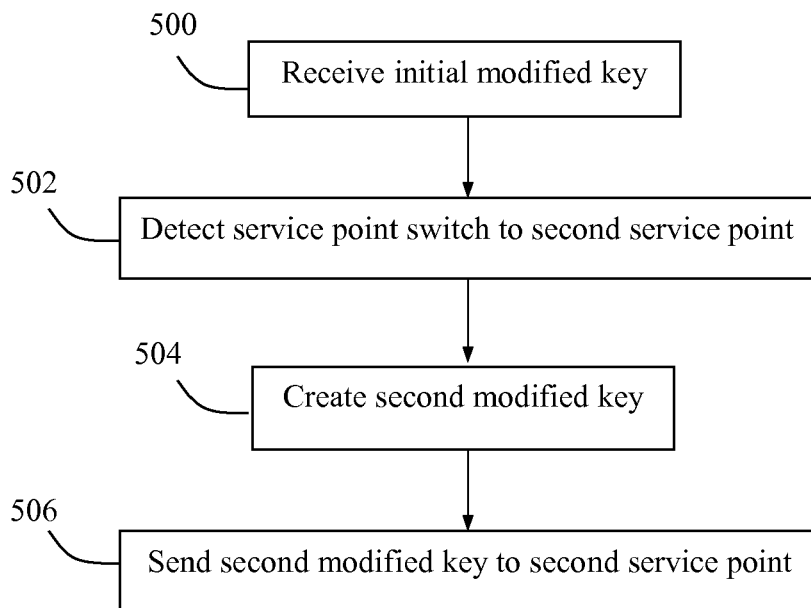 500
Receive initial modified key
502
Detect service point switch to second service point
504
Create second modified key
506
Send second modified key to second service point